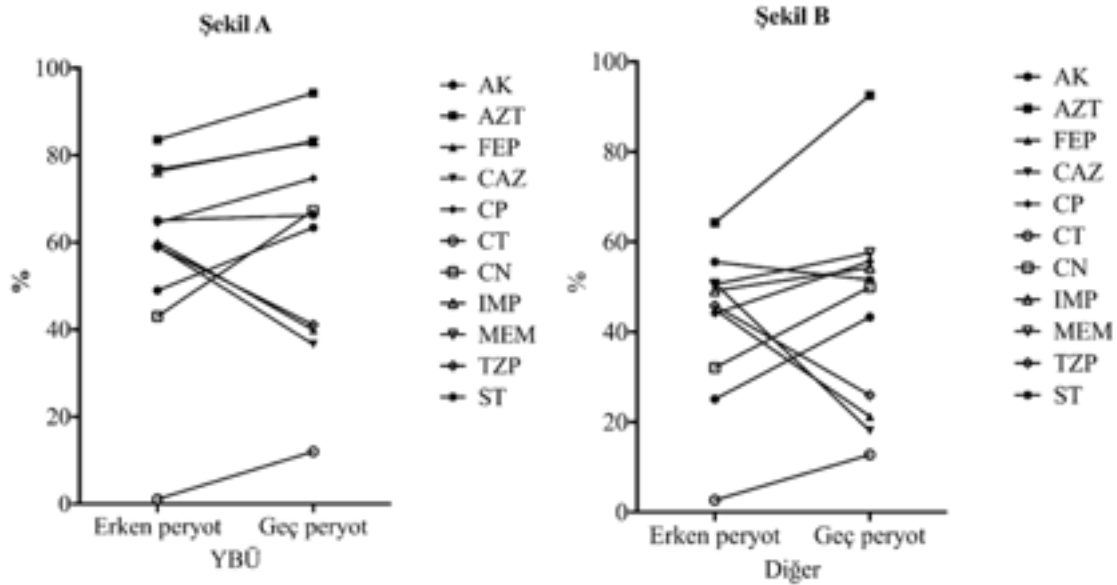 Şekil A
%
100
80
60
40
20
0
Erken peryot Geç peryot
YBÜ
AK
AZT
FEP
CAZ
CP
CT
CN
IMP
MEM
TZP
ST
Şekil B
%
100
80
60
40
20
0
Erken peryot Geç peryot
Diğer
AK
AZT
FEP
CAZ
CP
CT
CN
IMP
MEM
TZP
ST